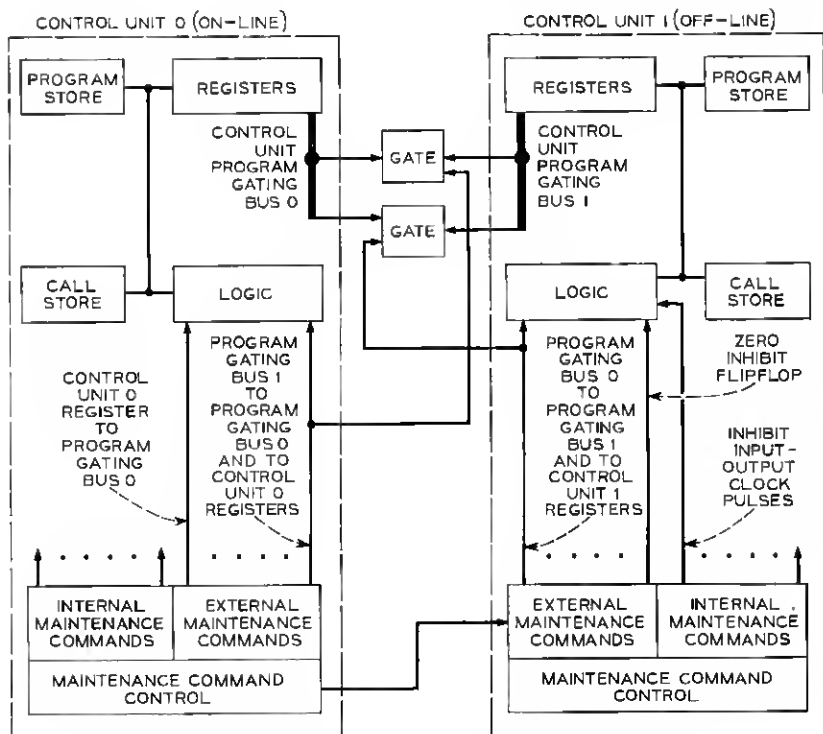 CONTROL UNIT 0 (ON-LINE)
PROGRAM
STORE
REGISTERS
CONTROL
UNIT
PROGRAM
GATING
BUS 0
CALL
STORE
LOGIC
CONTROL
UNIT 0
REGISTER
TO
PROGRAM
GATING
BUS 0
PROGRAM
GATING
BUS 1
TO
PROGRAM
GATING
BUS 0
AND TO
CONTROL
UNIT 0
REGISTERS
INTERNAL
MAINTENANCE
COMMANDS
EXTERNAL
MAINTENANCE
COMMANDS
MAINTENANCE COMMAND
CONTROL
GATE
GATE
CONTROL UNIT 1 (OFF-LINE)
REGISTERS
PROGRAM
STORE
CONTROL
UNIT
PROGRAM
GATING
BUS 1
LOGIC
CALL
STORE
PROGRAM
GATING
BUS 0
TO
PROGRAM
GATING
BUS 1
AND TO
CONTROL
UNIT 1
REGISTERS
ZERO
INHIBIT
FLIPFLOP
INHIBIT
INPUT-
OUTPUT
CLOCK
PULSES
EXTERNAL
MAINTENANCE
COMMANDS
INTERNAL
MAINTENANCE
COMMANDS
MAINTENANCE COMMAND
CONTROL